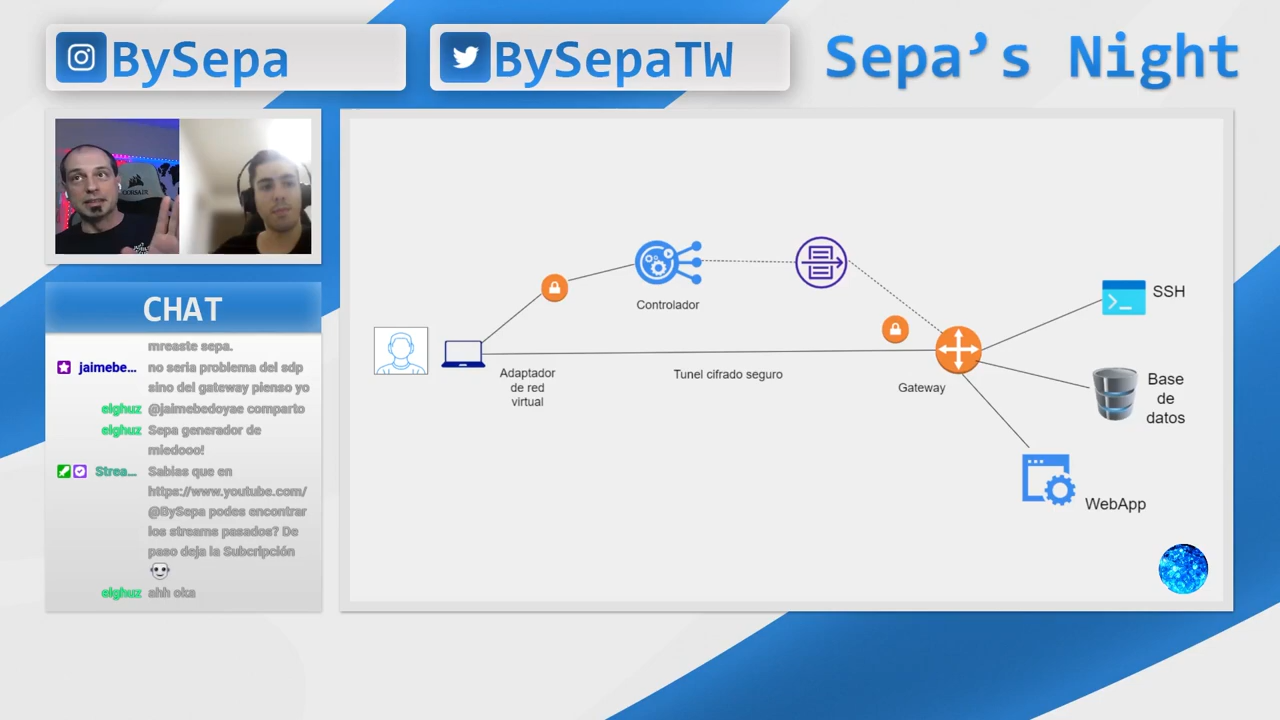 BySepa
BySepaTW
Sepa's Night
CORSAIR
CHAT
mreaste sepa.
jaimebe... no seria problema del sdp
sino del gateway pienso yo
elghuz @jaimebedoyae comparto
elghuz Sepa generador de
miedooo!
Strea... Sabias que en
https://www.youtube.com/
@BySepa podes encontrar
los streams pasados? De
paso deja la Subcripción
elghuz ahh oka
Controlador
Adaptador
de red
virtual
Tunel cifrado seguro
Gateway
SSH
Base
de
datos
WebApp